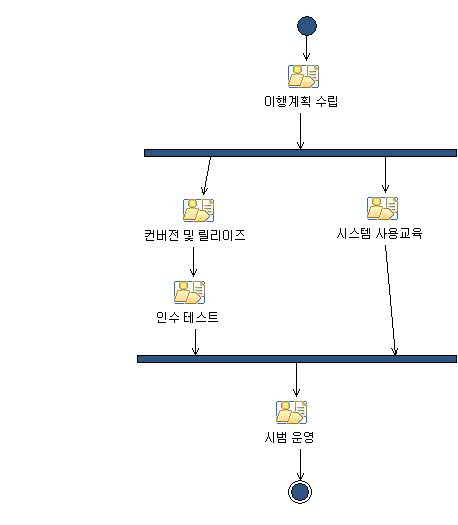 이행계획 수립
컨버전 및 릴리이즈
시스템 사용교육
인수 테스트
시범 운영